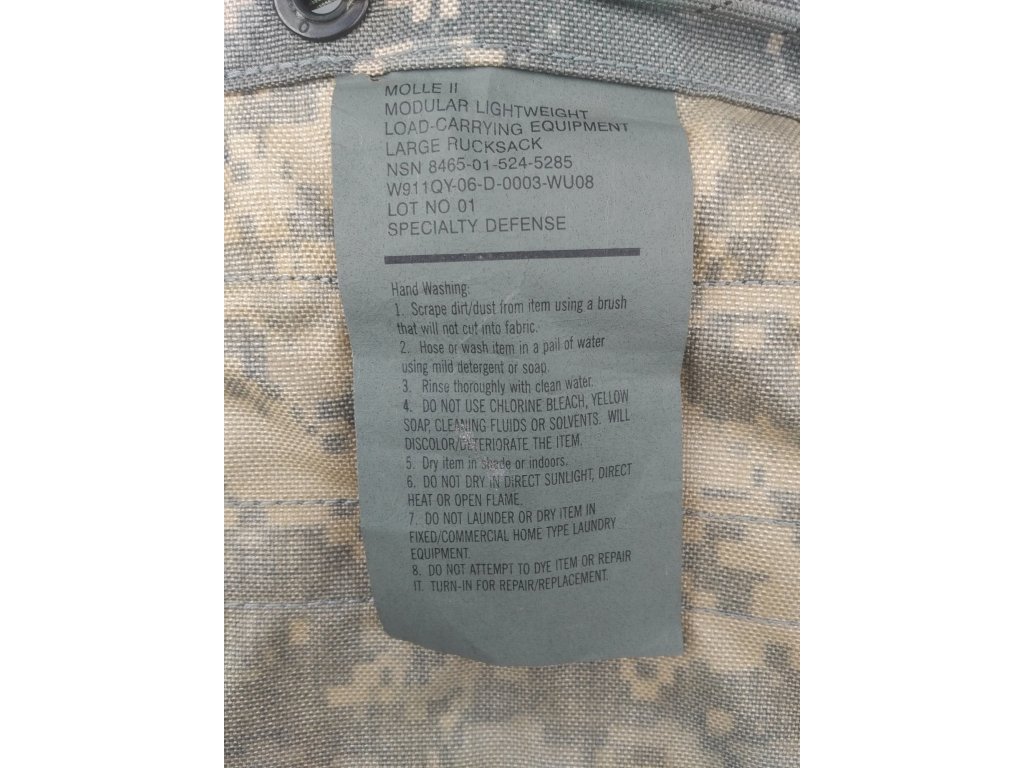 MOLLE II
MODULAR LIGHTWEIGHT
LOAD-CARRYING EQUIPMENT
LARGE RUCKSACK
NSN 8465-01-524-5285
W911QY-06-D-0003-WU08
LOT NO 01
SPECIALTY DEFENSE
Hand Washing:
1. Scrape dirt/dust from item using a brush
that will not cut into fabric.
2. Hose or wash item in a pail of water
using mild detergent or soap.
3. Rinse thoroughly with clean water.
4. DO NOT USE CHLORINE BLEACH, YELLOW
SOAP, CLEANING FLUIDS OR SOLVENTS. WILL
DISCOLOR/DETERIORATE THE ITEM.
5. Dry item in shade or indoors.
6. DO NOT DRY IN DIRECT SUNLIGHT, DIRECT
HEAT OR OPEN FLAME.
7. DO NOT LAUNDER OR DRY ITEM IN
FIXED/COMMERCIAL HOME TYPE LAUNDRY
EQUIPMENT.
8. DO NOT ATTEMPT TO DYE ITEM OR REPAIR
IT. TURN-IN FOR REPAIR/REPLACEMENT.